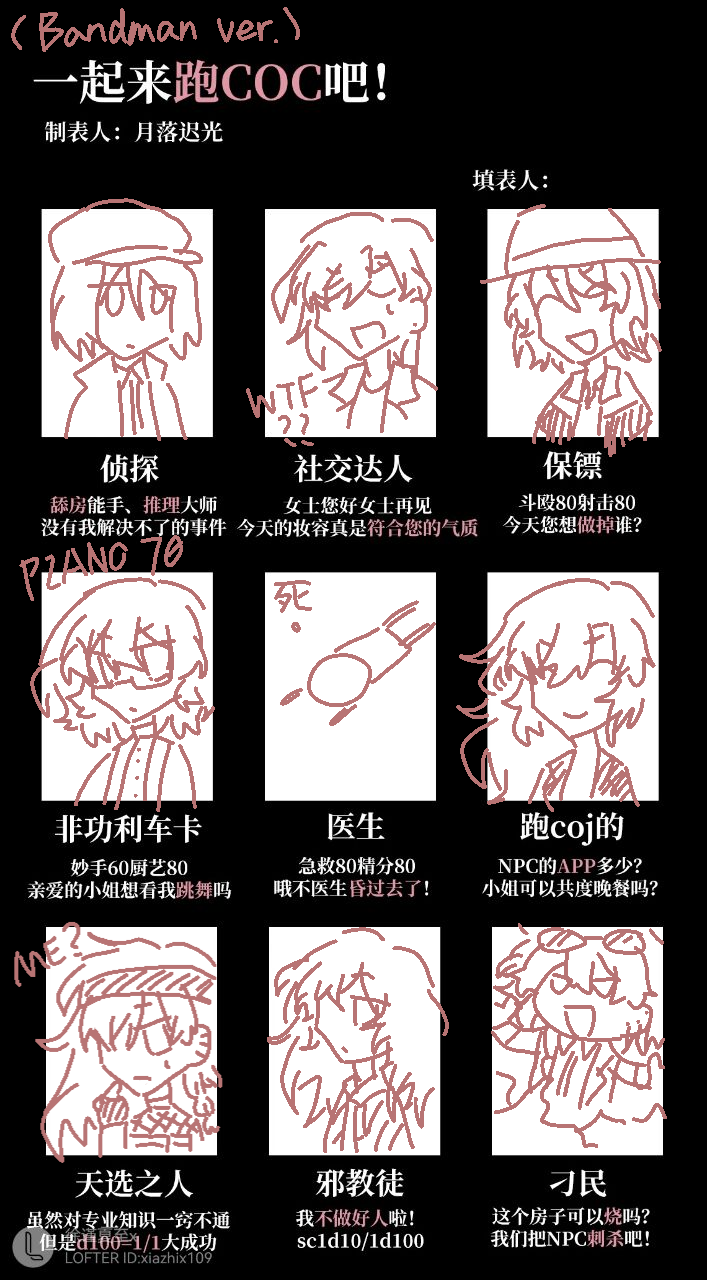 (Bandman ver.)
一起来跑COC吧！
制表人：月落迟光
填表人：
WTF
??
侦探
社交达人
保镖
舔房能手、推理大师
没有我解决不了的事件
女士您好女士再见
今天的妆容真是符合您的气质
斗殴80射击80
今天您想做掉谁？
PIANO 70
死。
非功利车卡
医生
跑coj的
妙手60厨艺80
亲爱的小姐想看我跳舞吗
急救80精分80
哦不医生昏过去了！
NPC的APP多少？
小姐可以共度晚餐吗？
ME?
天选之人
邪教徒
刁民
虽然对专业知识一窍不通
但是d100=1/1大成功
我不做好人啦！
sc1d10/1d100
这个房子可以烧吗？
我们把NPC刺杀吧！
LOFTER ID:xiazhix109